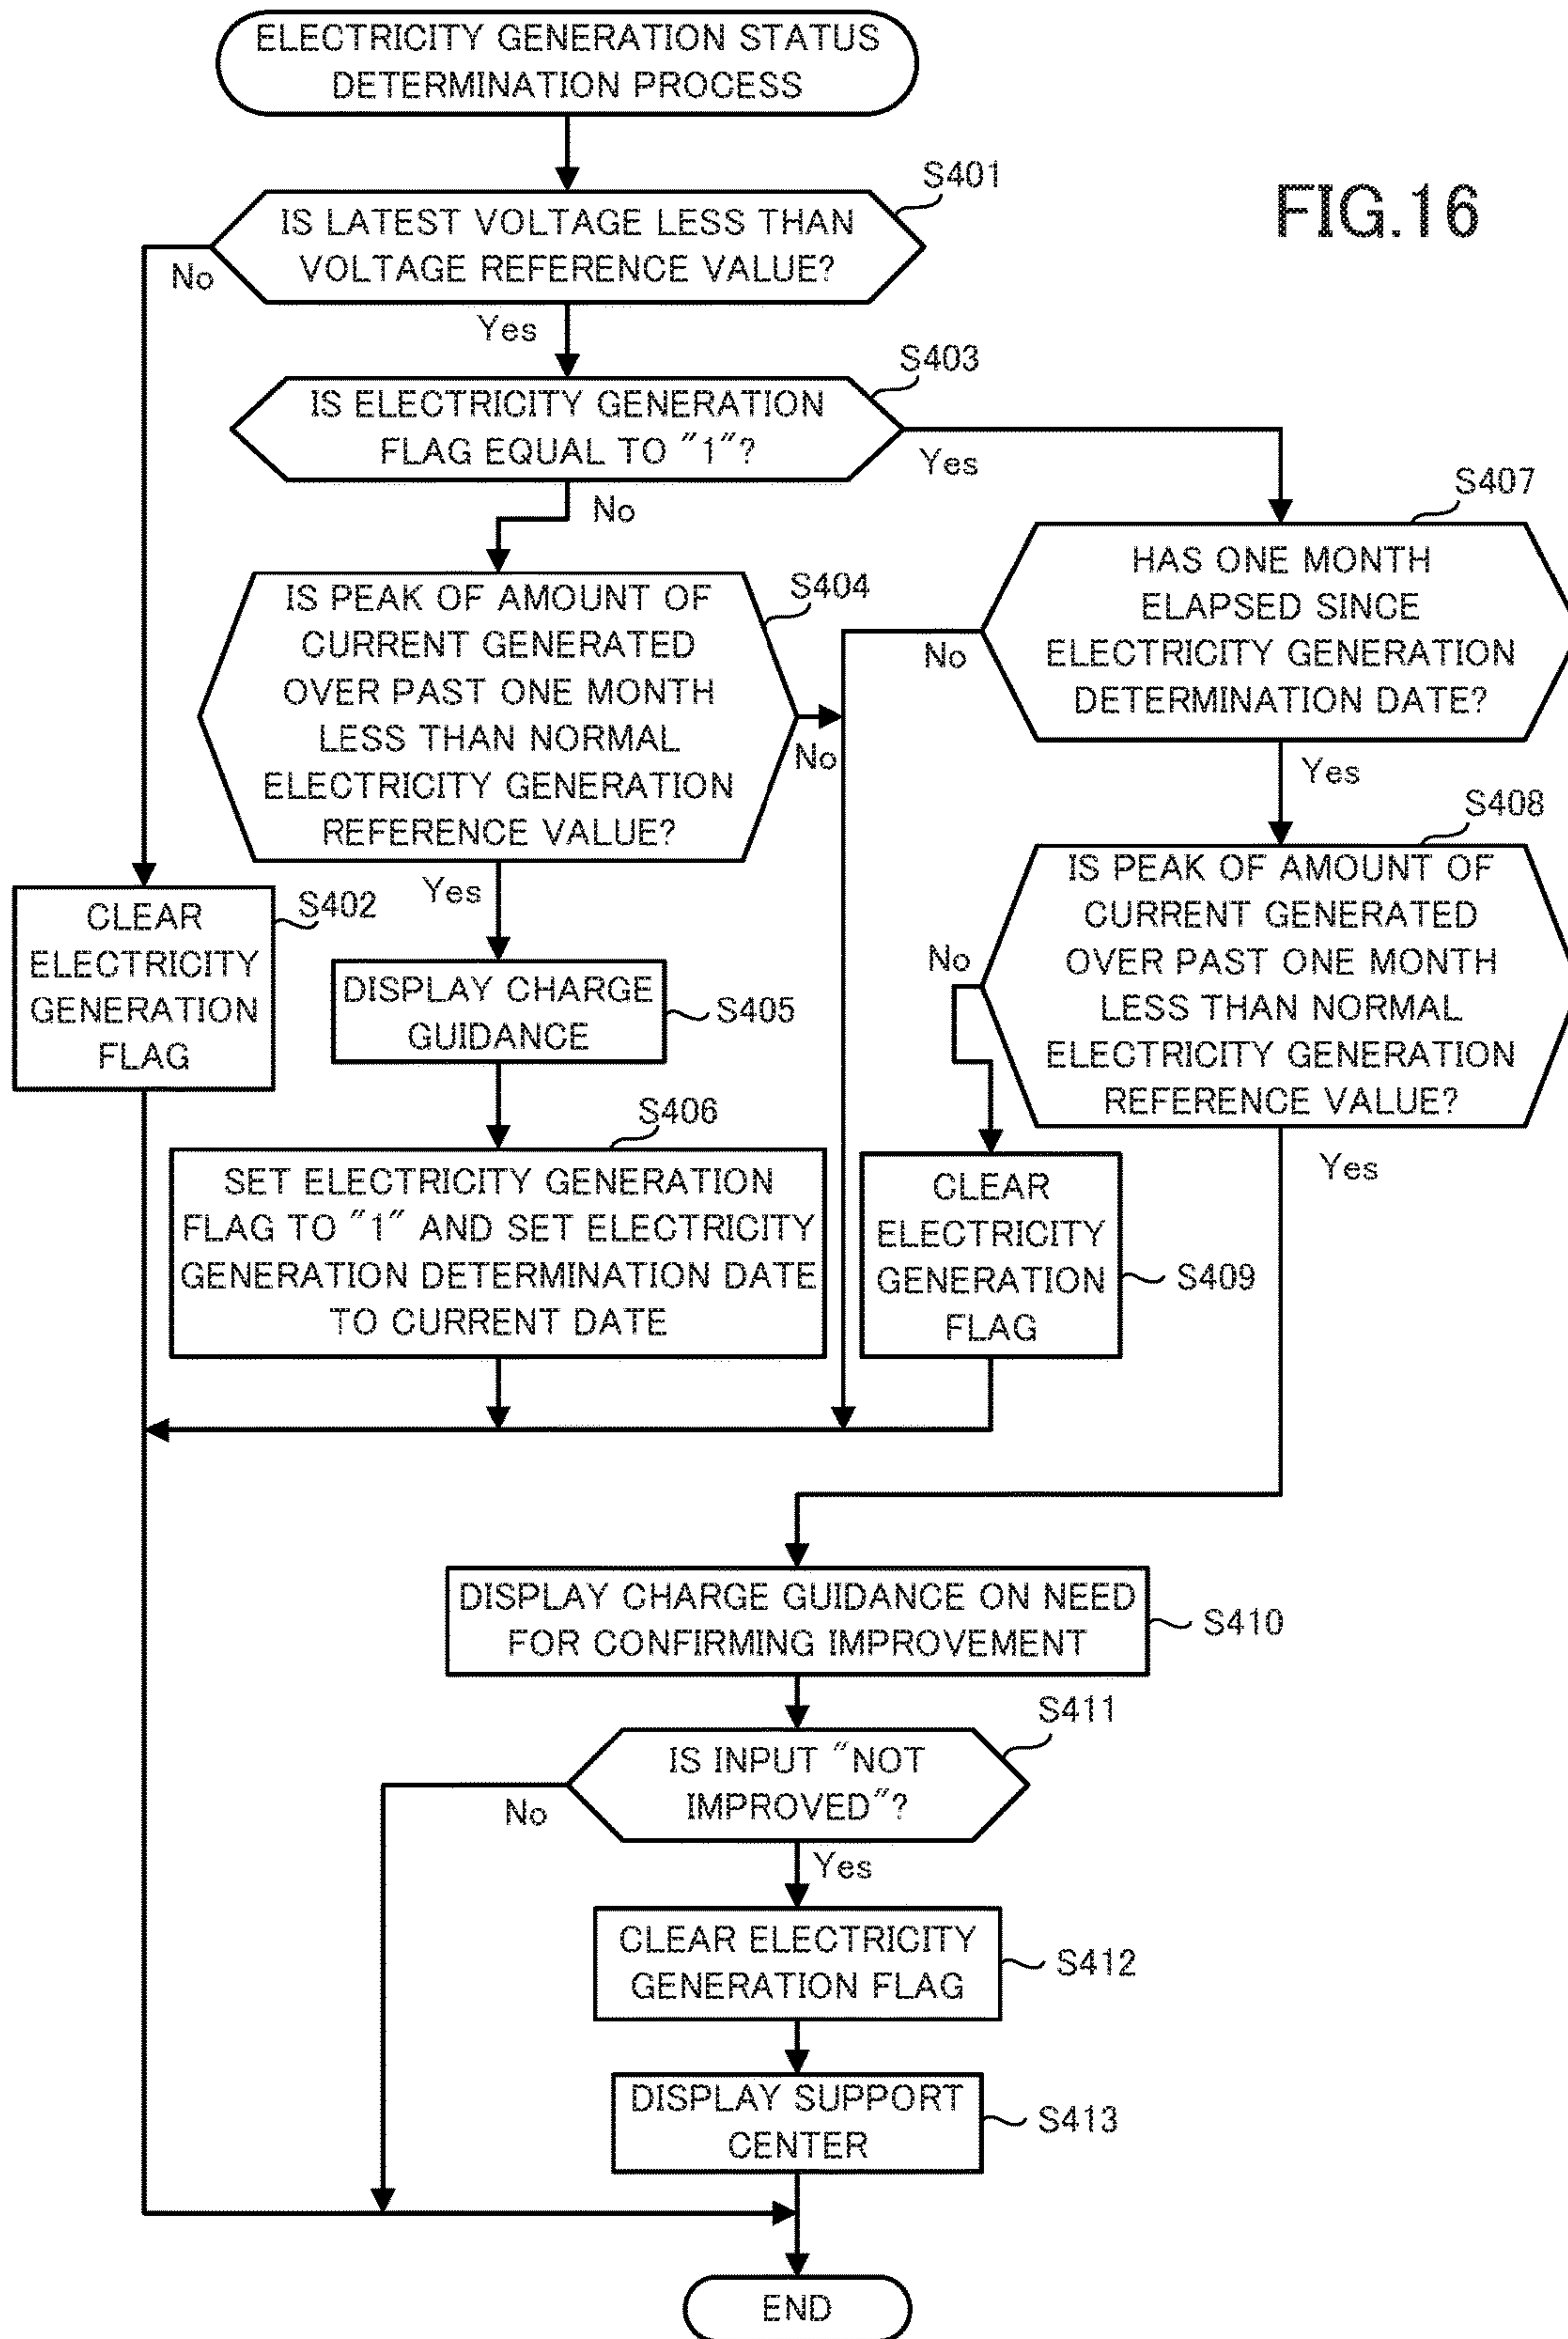 ELECTRICITY GENERATION STATUS
DETERMINATION PROCESS
FIG.16
S401
IS LATEST VOLTAGE LESS THAN
VOLTAGE REFERENCE VALUE?
No
Yes
S403
IS ELECTRICITY GENERATION
FLAG EQUAL TO "1"?
Yes
No
S407
HAS ONE MONTH
ELAPSED SINCE
ELECTRICITY GENERATION
DETERMINATION DATE?
No
Yes
S404
IS PEAK OF AMOUNT OF
CURRENT GENERATED
OVER PAST ONE MONTH
LESS THAN NORMAL
ELECTRICITY GENERATION
REFERENCE VALUE?
No
Yes
S408
IS PEAK OF AMOUNT OF
CURRENT GENERATED
OVER PAST ONE MONTH
LESS THAN NORMAL
ELECTRICITY GENERATION
REFERENCE VALUE?
No
Yes
S402
CLEAR
ELECTRICITY
GENERATION
FLAG
DISPLAY CHARGE
GUIDANCE
S405
S406
SET ELECTRICITY GENERATION
FLAG TO "1" AND SET ELECTRICITY
GENERATION DETERMINATION DATE
TO CURRENT DATE
CLEAR
ELECTRICITY
GENERATION
FLAG
S409
DISPLAY CHARGE GUIDANCE ON NEED
FOR CONFIRMING IMPROVEMENT
S410
S411
IS INPUT "NOT
IMPROVED"?
No
Yes
CLEAR ELECTRICITY
GENERATION FLAG
S412
DISPLAY SUPPORT
CENTER
S413
END